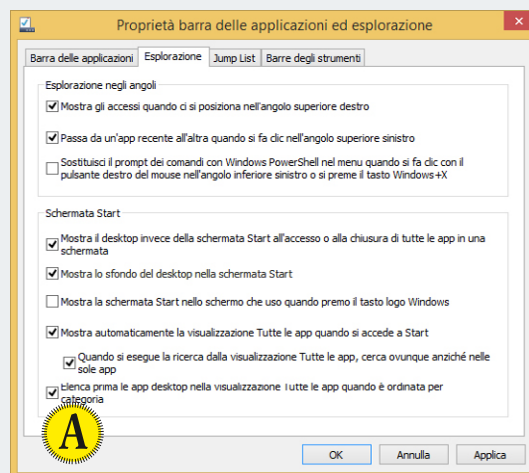 Proprietà barra delle applicazioni ed esplorazione
Barra delle applicazioni Esplorazione Jump List Barre degli strumenti
Esplorazione negli angoli
Mostra gli accessi quando ci si posiziona nell'angolo superiore destro
Passa da un'app recente all'altra quando si fa clic nell'angolo superiore sinistro
Sostituisci il prompt dei comandi con Windows PowerShell nel menu quando si fa clic con il
pulsante destro del mouse nell'angolo inferiore sinistro o si preme il tasto Windows+X
Schermata Start
Mostra il desktop invece della schermata Start all'accesso o alla chiusura di tutte le app in una
schermata
Mostra lo sfondo del desktop nella schermata Start
Mostra la schermata Start nello schermo che uso quando premo il tasto logo Windows
Mostra automaticamente la visualizzazione Tutte le app quando si accede a Start
Quando si esegue la ricerca dalla visualizzazione Tutte le app, cerca ovunque anziché nelle
sole app
Elenca prima le app desktop nella visualizzazione Tutte le app quando è ordinata per
categoria
A
OK Annulla Applica